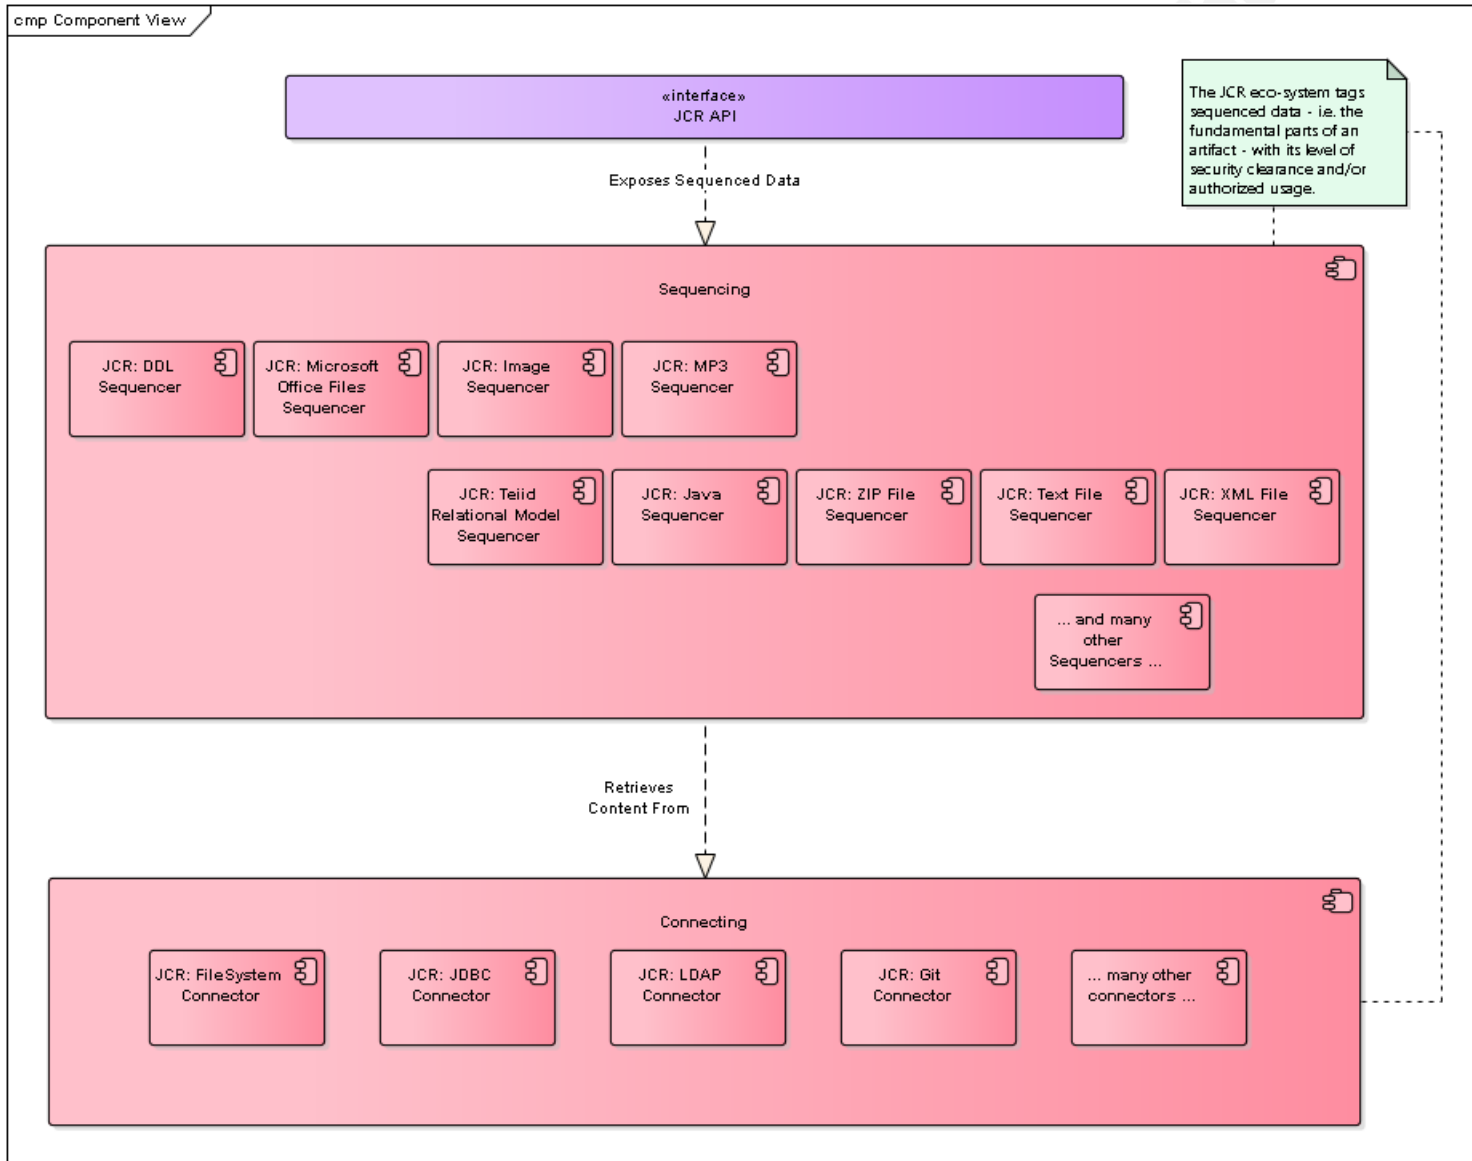 cmp Component View
«interface»
JCR API
The JCR eco-system tags
sequenced data - i.e. the
fundamental parts of an
artifact - with its level of
security clearance and/or
authorized usage.
Exposes Sequenced Data
Sequencing
JCR: DDL
Sequencer
JCR: Microsoft
Office Files
Sequencer
JCR: Image
Sequencer
JCR: MP3
Sequencer
JCR: Teiid
Relational Model
Sequencer
JCR: Java
Sequencer
JCR: ZIP File
Sequencer
JCR: Text File
Sequencer
JCR: XML File
Sequencer
... and many
other
Sequencers ...
Retrieves
Content From
Connecting
JCR: FileSystem
Connector
JCR: JDBC
Connector
JCR: LDAP
Connector
JCR: Git
Connector
... many other
connectors ...